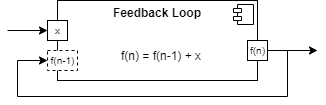 Feedback Loop
x
f(n)
f(n) = f(n-1) + x
f(n-1)